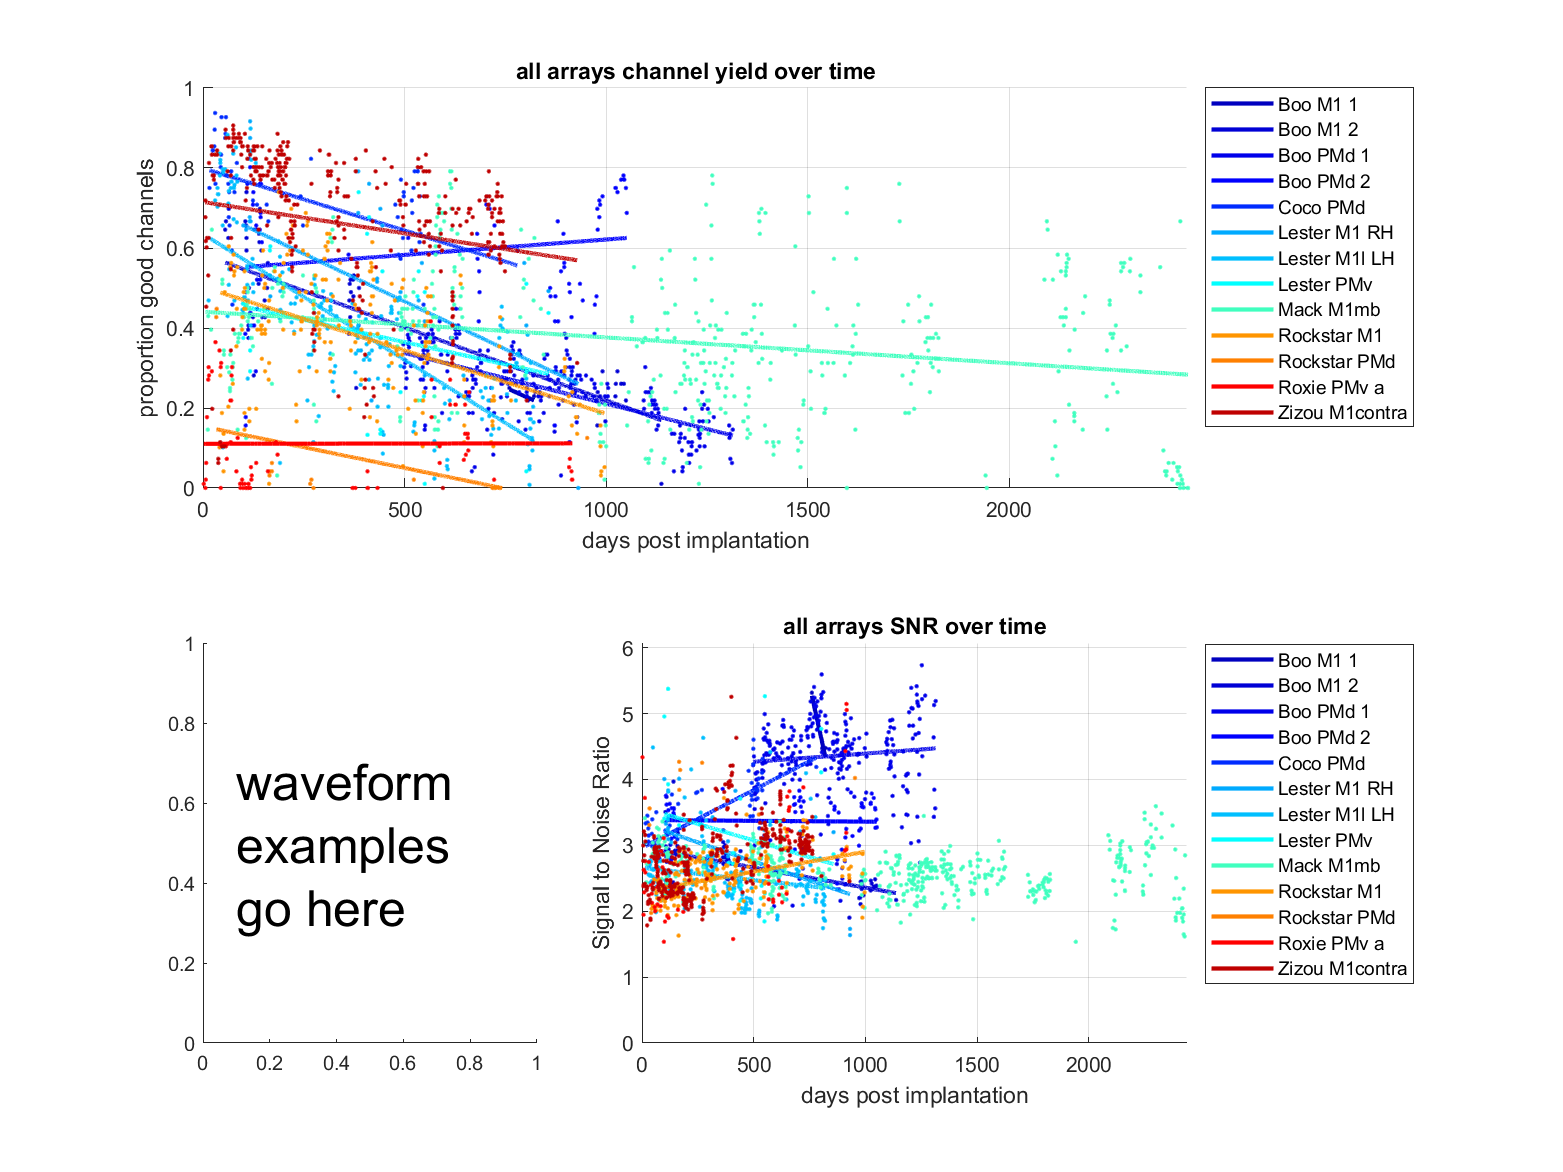 all arrays channel yield over time
1
0.8
0.6
0.4
0.2
0
proportion good channels
0 500 1000 1500 2000
days post implantation
Boo M1 1
Boo M1 2
Boo PMd 1
Boo PMd 2
Coco PMd
Lester M1 RH
Lester M1l LH
Lester PMv
Mack M1mb
Rockstar M1
Rockstar PMd
Roxie PMv a
Zizou M1contra
1
0.8
0.6
0.4
0.2
0
0 0.2 0.4 0.6 0.8 1
waveform
examples
go here
all arrays SNR over time
6
5
4
3
2
1
0
Signal to Noise Ratio
0 500 1000 1500 2000
days post implantation
Boo M1 1
Boo M1 2
Boo PMd 1
Boo PMd 2
Coco PMd
Lester M1 RH
Lester M1l LH
Lester PMv
Mack M1mb
Rockstar M1
Rockstar PMd
Roxie PMv a
Zizou M1contra